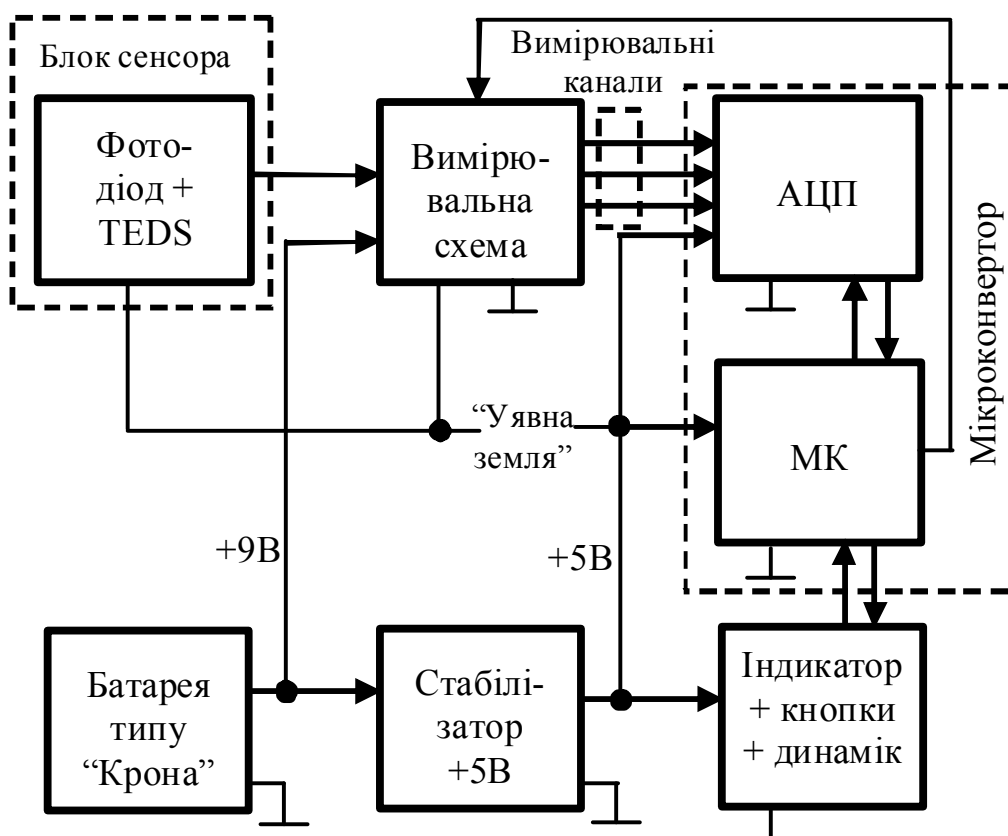 Блок сенсора
Фото-
діод +
TEDS
Вимірю-
вальна
схема
Вимірювальні
канали
АЦП
Мікроконвертор
МК
“Уявна
земля”
+9В
+5В
Батарея
типу
“Крона”
Стабілі-
затор
+5В
Індикатор
+ кнопки
+ динамік